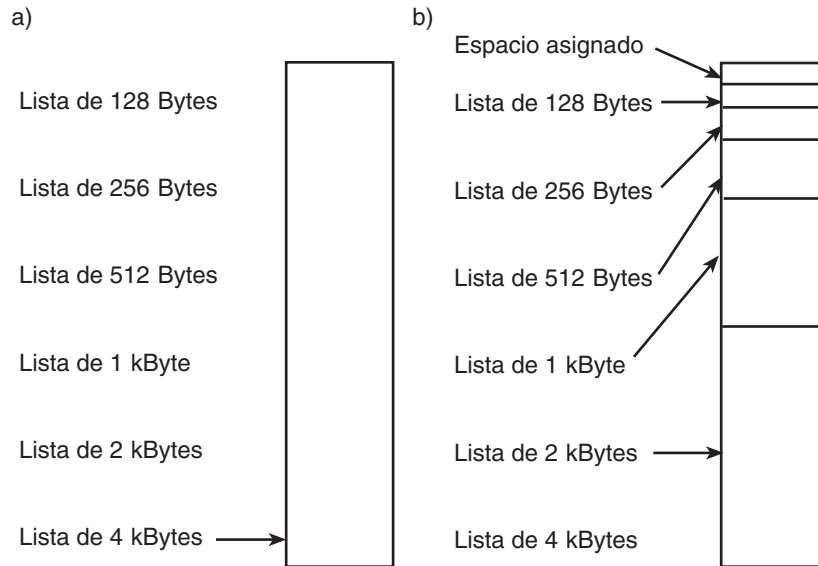 a)
Lista de 128 Bytes
Lista de 256 Bytes
Lista de 512 Bytes
Lista de 1 kByte
Lista de 2 kBytes
Lista de 4 kBytes
b)
Espacio asignado
Lista de 128 Bytes
Lista de 256 Bytes
Lista de 512 Bytes
Lista de 1 kByte
Lista de 2 kBytes
Lista de 4 kBytes